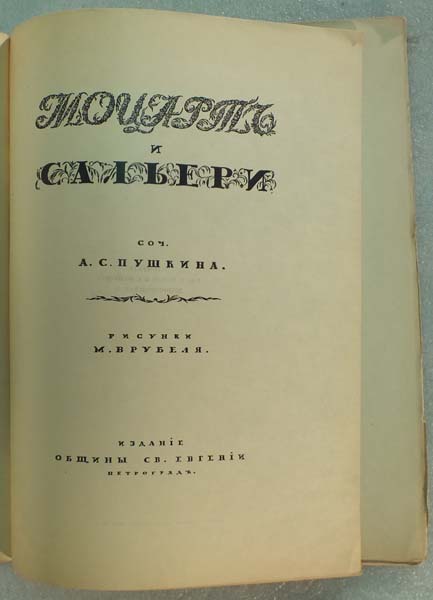 МОЦАРТЪ
И
САЛЬЕРИ
СОЧ.
А. С. ПУШКИНА.
РИСУНКИ
М. ВРУБЕЛЯ.
ИЗДАНІЕ
ОБЩИНЫ СВ. ЕВГЕНІИ
ПЕТРОГРАДЪ.